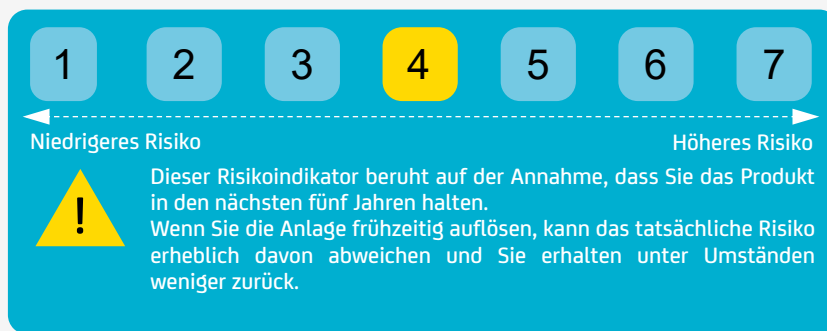 1 2 3 4 5 6 7
Niedrigeres Risiko Höheres Risiko
!
Dieser Risikoindikator beruht auf der Annahme, dass Sie das Produkt
in den nächsten fünf Jahren halten.
Wenn Sie die Anlage frühzeitig auflösen, kann das tatsächliche Risiko
erheblich davon abweichen und Sie erhalten unter Umständen
weniger zurück.